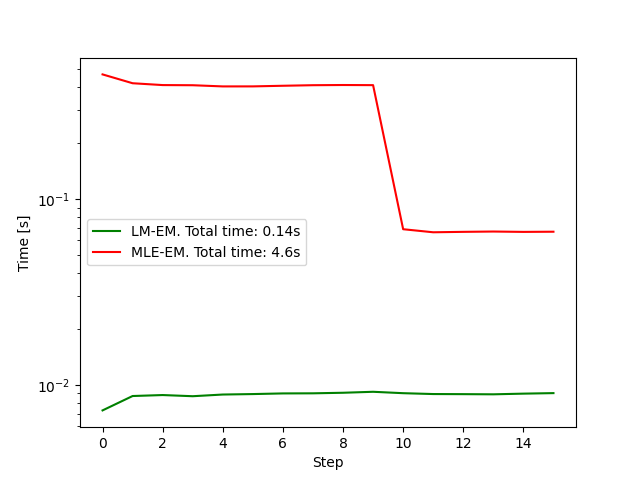 10⁻¹
10⁻²
Time [s]
LM-EM. Total time: 0.14s
MLE-EM. Total time: 4.6s
0 2 4 6 8 10 12 14
Step